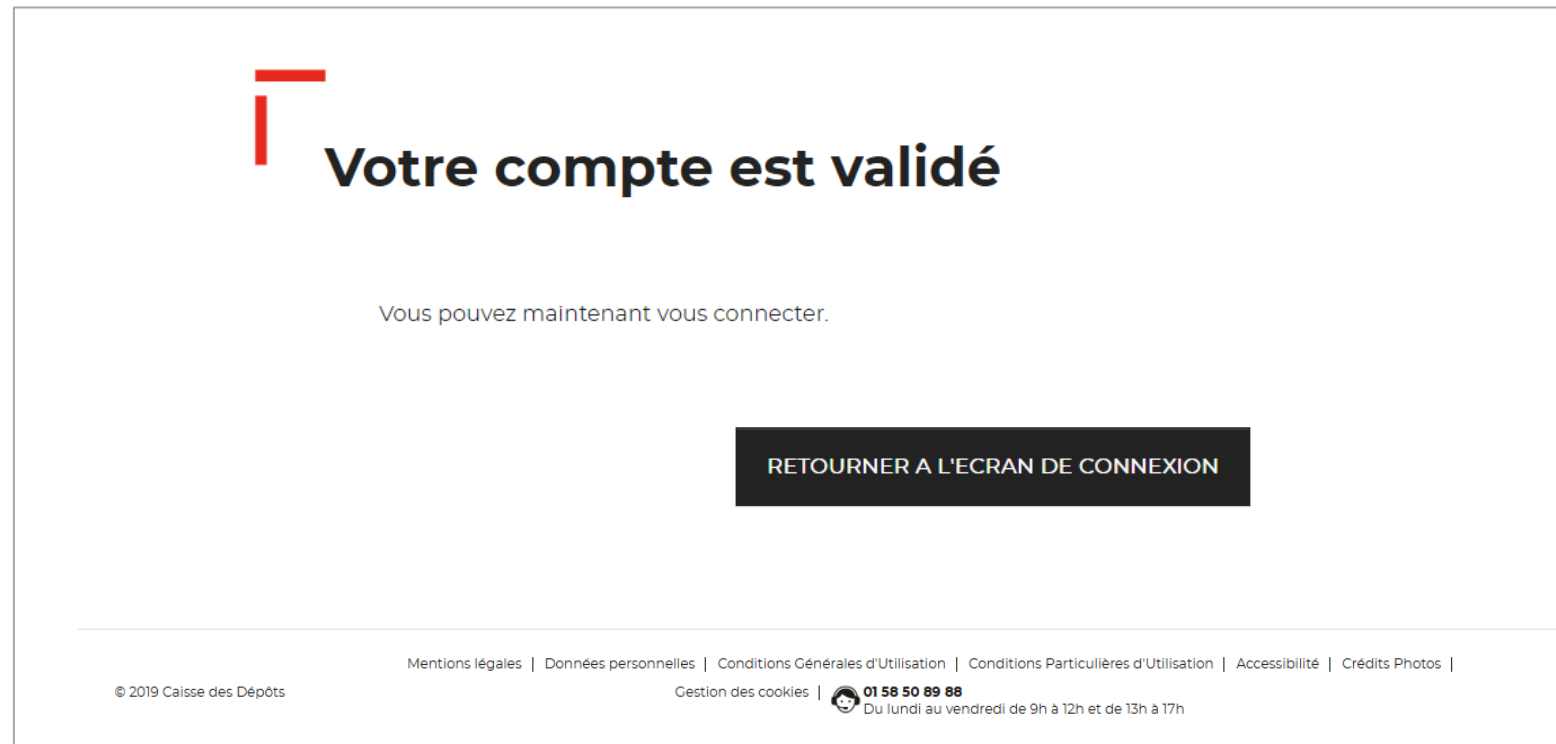 Votre compte est validé
Vous pouvez maintenant vous connecter.
RETOURNER A L'ECRAN DE CONNEXION
Mentions légales | Données personnelles | Conditions Générales d'Utilisation | Conditions Particulières d'Utilisation | Accessibilité | Crédits Photos |
© 2019 Caisse des Dépôts
Gestion des cookies | 01 58 50 89 88
Du lundi au vendredi de 9h à 12h et de 13h à 17h